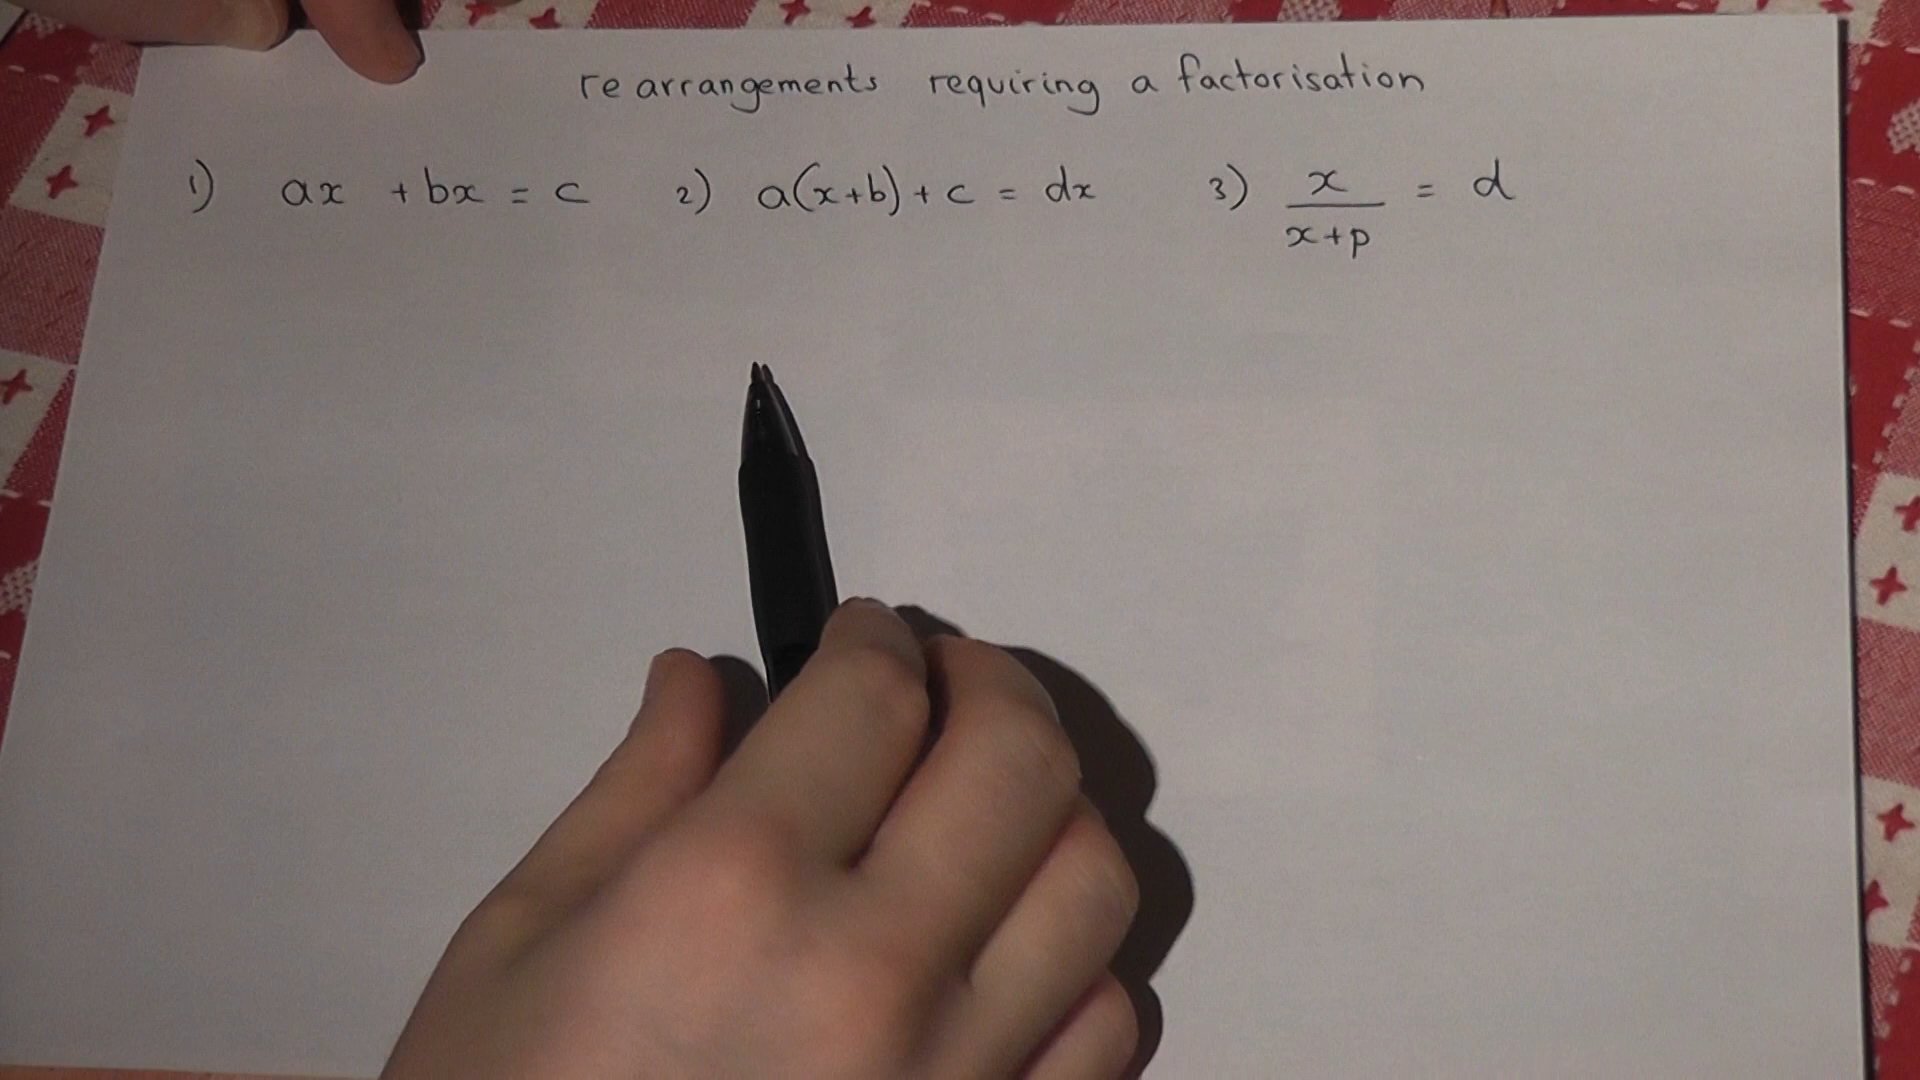 rearrangements requiring a factorisation
1) ax + bx = c 2) a(x+b) + c = dx 3) x/(x+p) = d